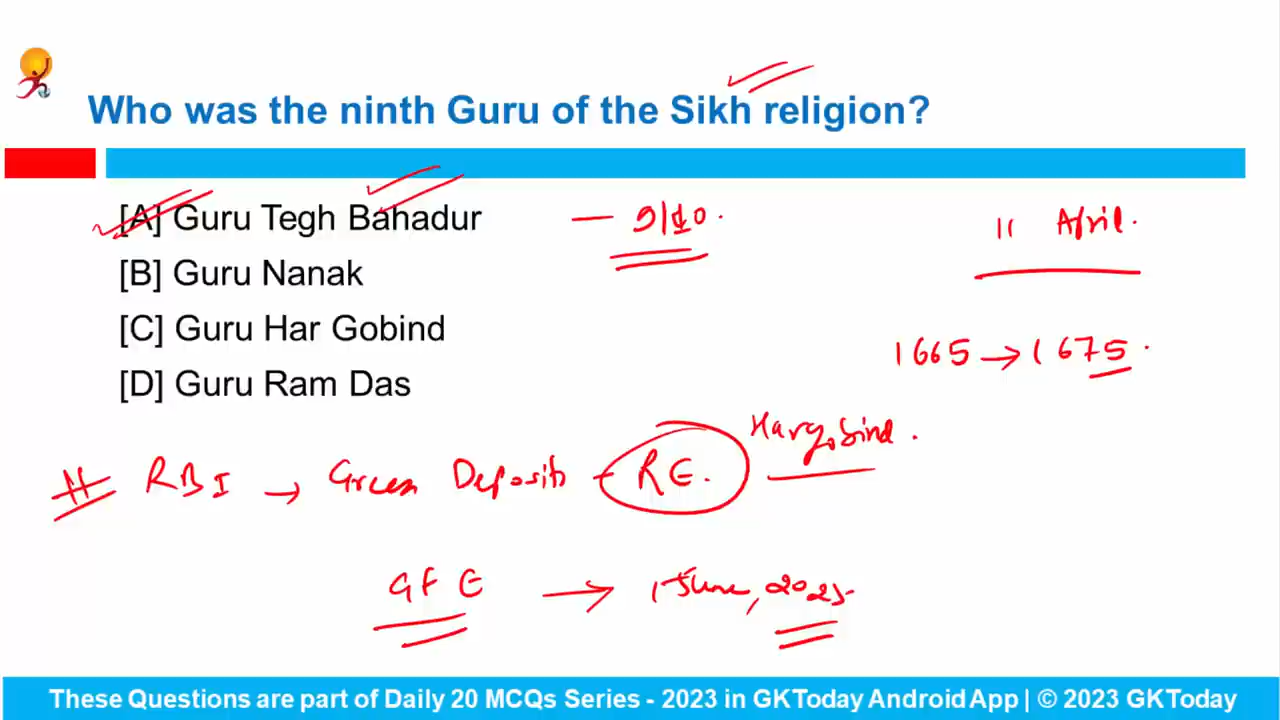 Who was the ninth Guru of the Sikh religion?
[A] Guru Tegh Bahadur — 9/10.
11 April.
[B] Guru Nanak
[C] Guru Har Gobind
1665 → 1675.
[D] Guru Ram Das
Hargobind.
# RBI → Green Deposits - RE.
GFE → 1 June, 2023.
These Questions are part of Daily 20 MCQs Series - 2023 in GKToday Android App | © 2023 GKToday